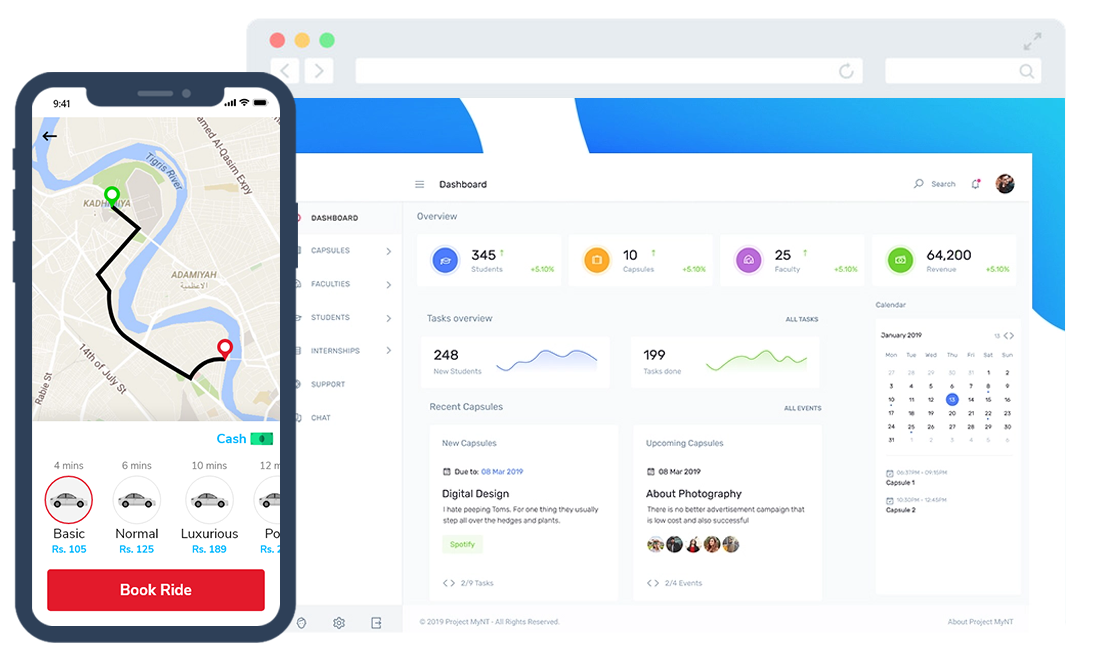 9:41
amed Al-Qasim Expy
Tigris River
KADHIMIYA
ADAMIYAH
الاعظمية
14th of July St
Rabie St
Cash
4 mins
6 mins
10 mins
12 m
Basic
Normal
Luxurious
Po
Rs. 105
Rs. 125
Rs. 189
Rs. 2
Book Ride
Dashboard
Search
DASHBOARD
CAPSULES
FACULTIES
STUDENTS
INTERNSHIPS
SUPPORT
CHAT
Overview
345
Students
+5.10%
10
Capsules
+5.10%
25
Faculty
+5.10%
64,200
Revenue
+5.10%
Tasks overview
ALL TASKS
248
New Students
199
Tasks done
Recent Capsules
ALL EVENTS
New Capsules
Due to: 08 Mar 2019
Digital Design
I hate peeping Toms. For one thing they usually
step all over the hedges and plants.
Spotify
2/9 Tasks
Upcoming Capsules
08 Mar 2019
About Photography
There is no better advertisement campaign that
is low cost and also successful
2/4 Events
Calendar
January 2019
13
Mon Tue Wed Thu Fri Sat Sun
27 28 29 30 31 1 2
3 4 5 6 7 8 9
10 11 12 13 14 15 16
17 18 19 20 21 22 23
24 25 26 27 28 29 30
31 1 2 3 4 5 6
06:37PM - 09:15PM
Capsule 1
10:30PM - 12:45PM
Capsule 2
© 2019 Project MyNT - All Rights Reserved.
About Project MyNT